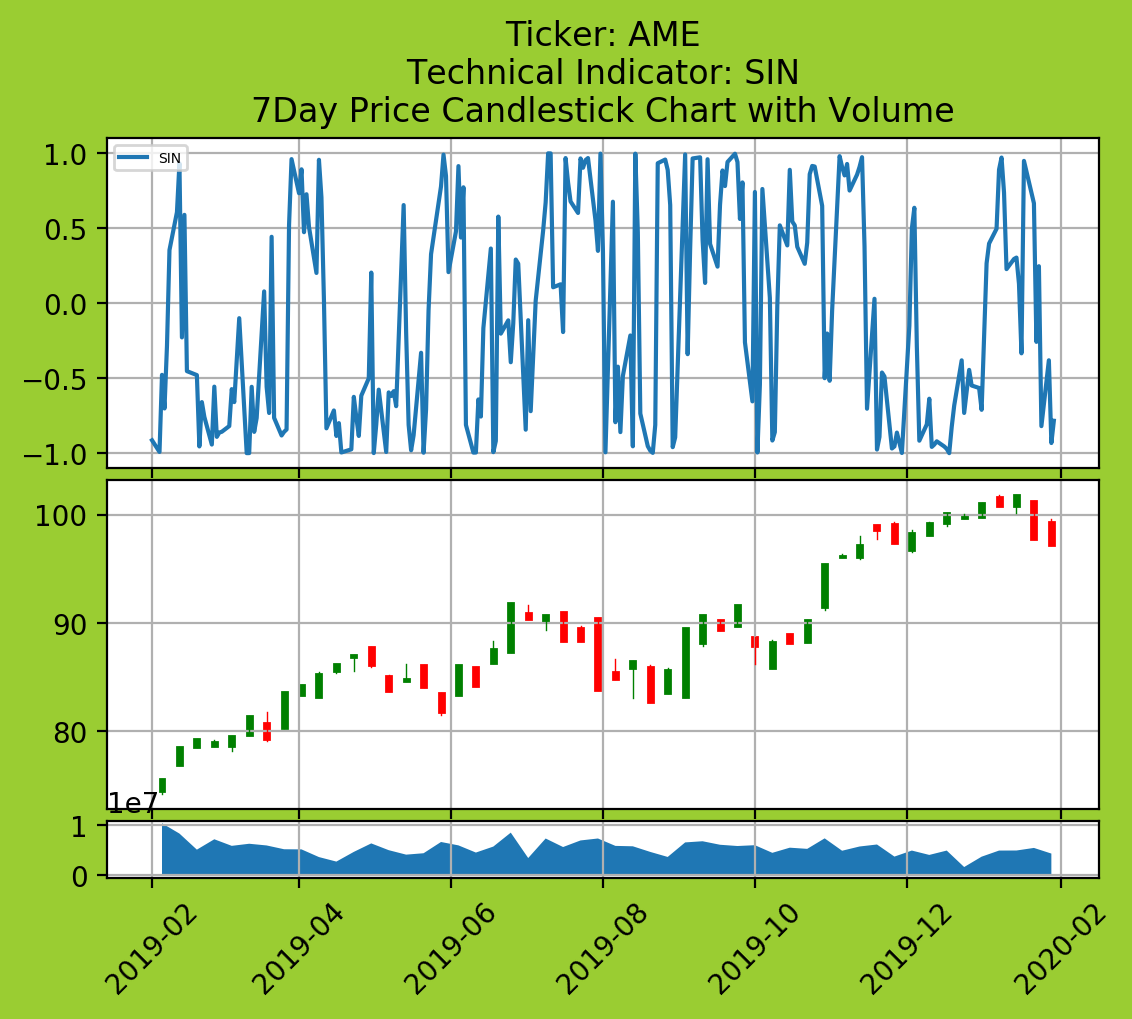 Ticker: AME
Technical Indicator: SIN
7Day Price Candlestick Chart with Volume
SIN
1.0
0.5
0.0
−0.5
−1.0
100
90
80
1e7
1
0
2019-02 2019-04 2019-06 2019-08 2019-10 2019-12 2020-02